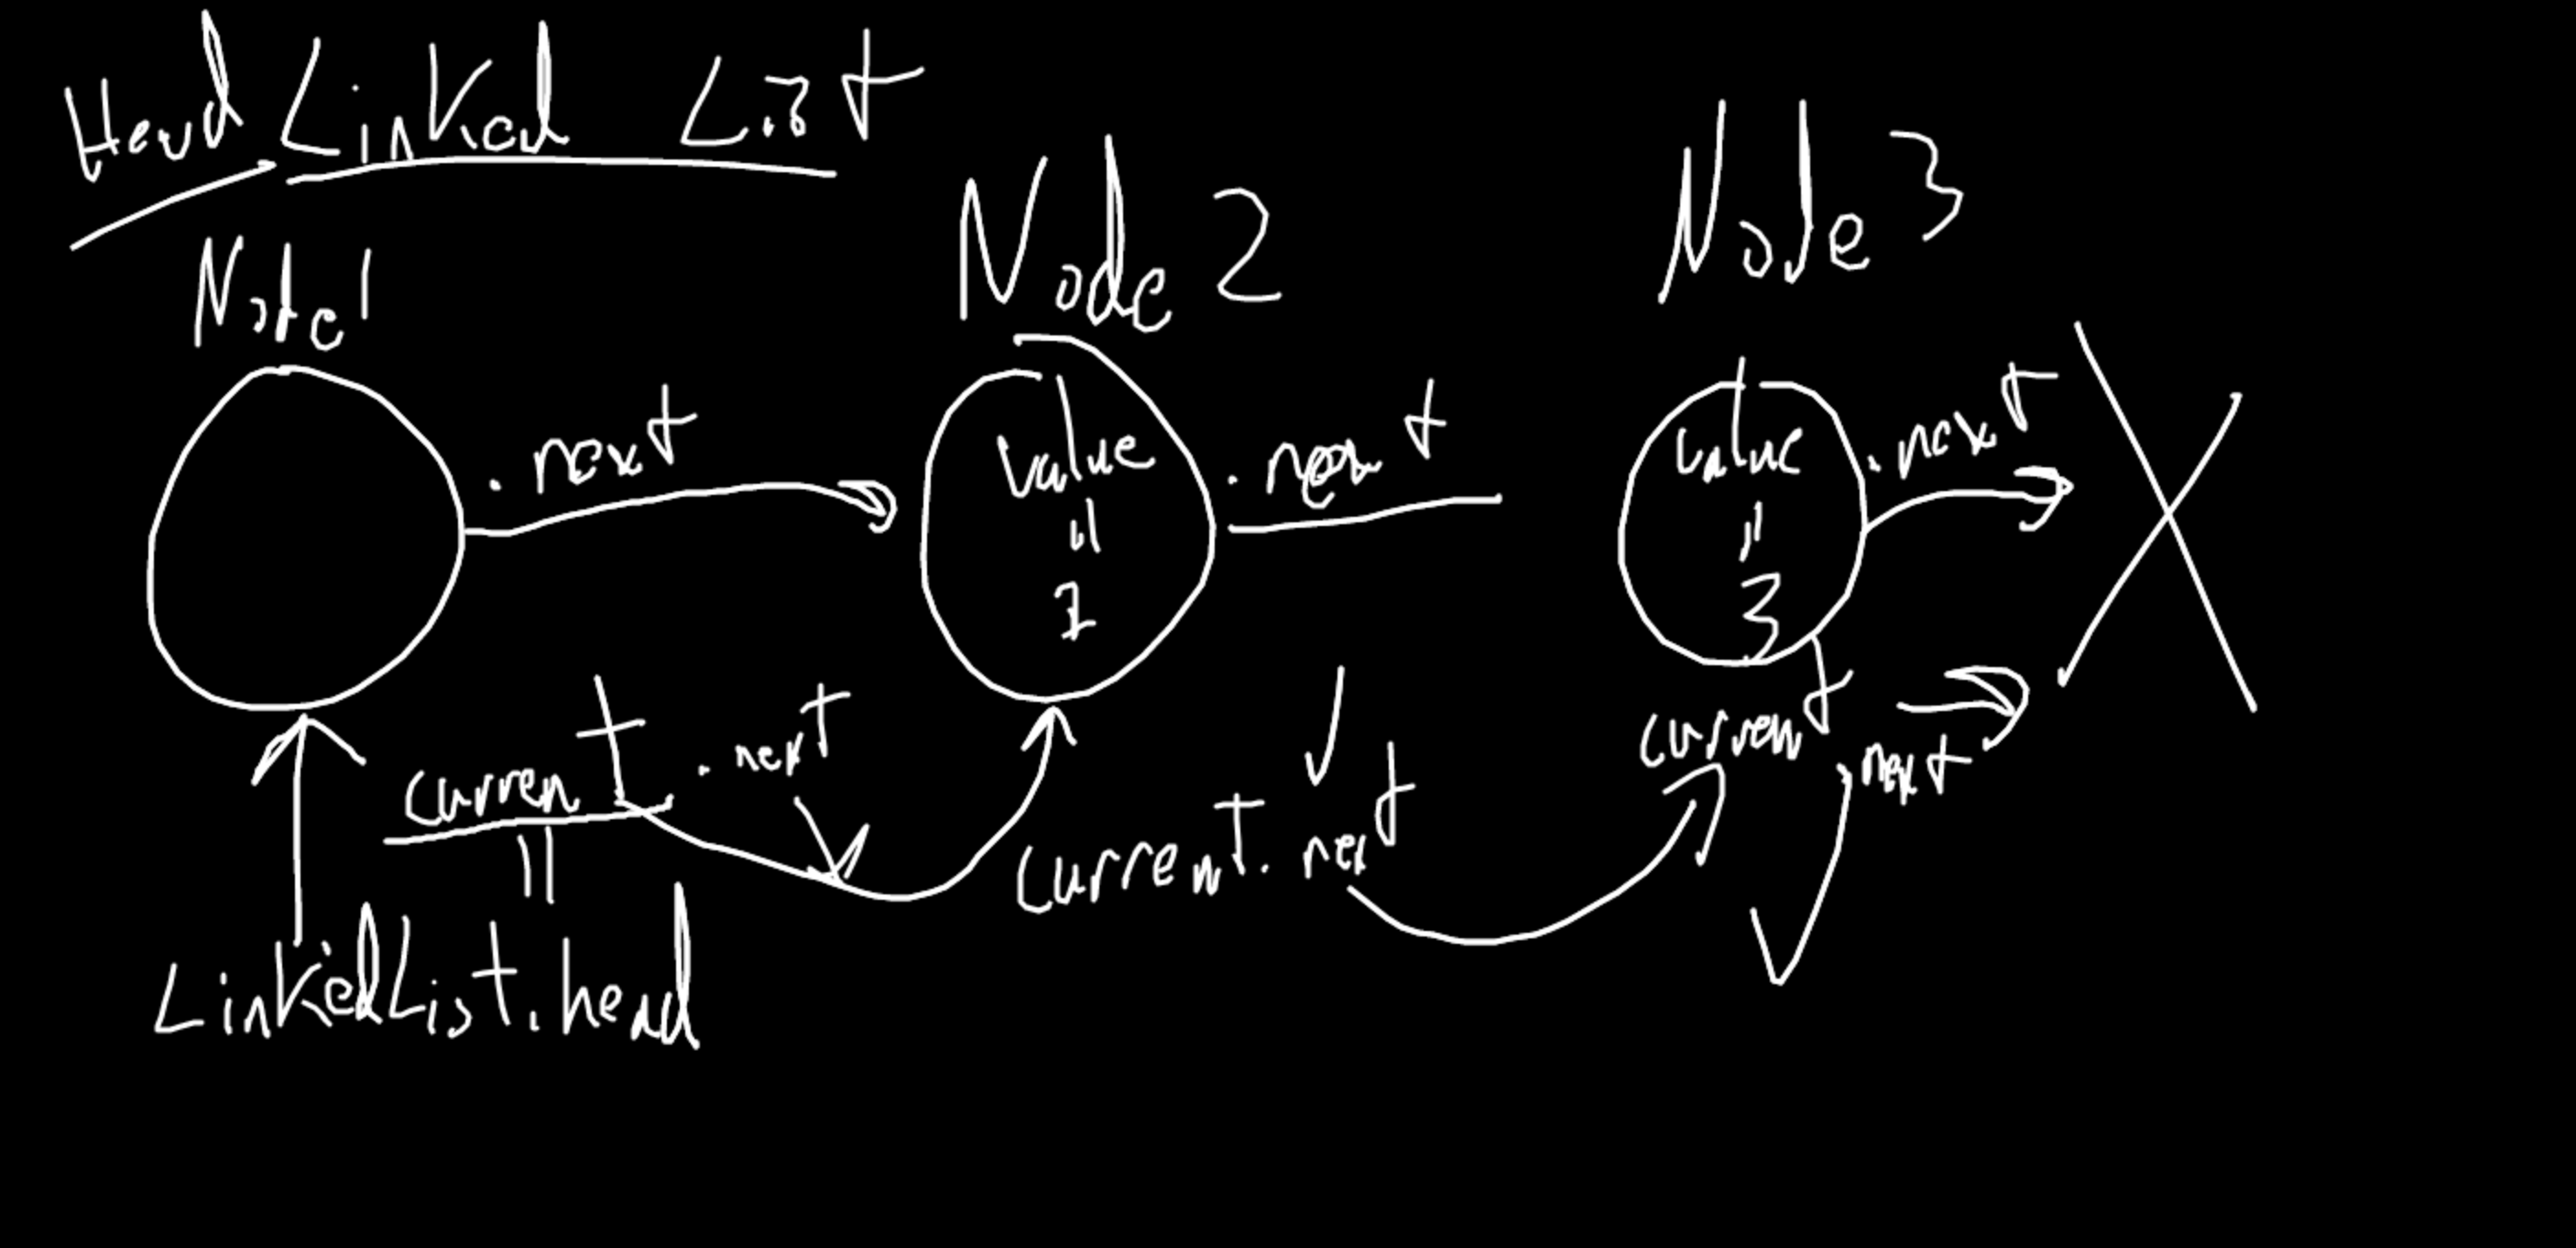 Head Linked List
Node 1
Node 2
Node 3
.next
value
=
1
.next
value
=
3
.next
current.next
=
LinkedList.head
current.next
current.next